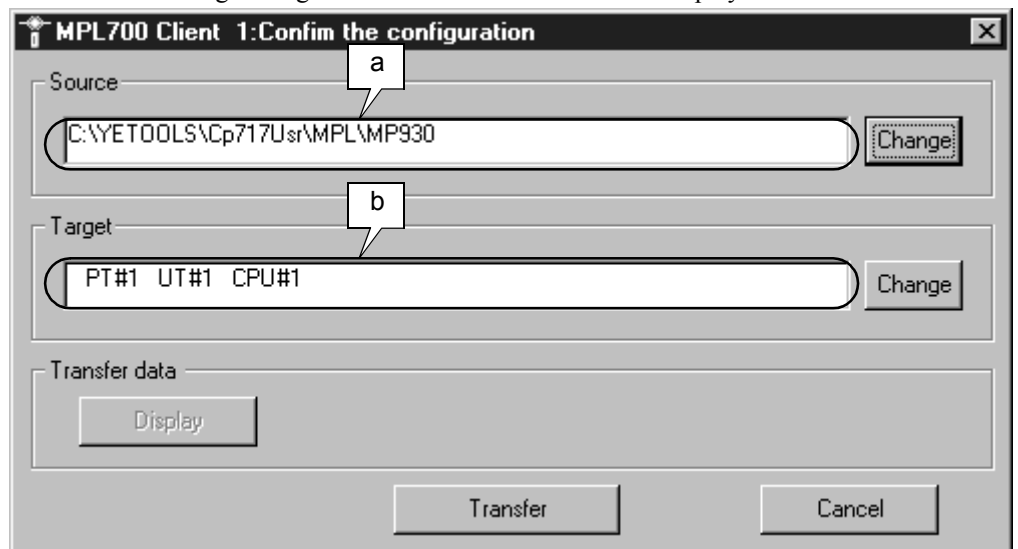 MPL700 Client 1:Confim the configuration
a
Source
C:\YETOOLS\Cp717Usr\MPL\MP930
Change
b
Target
PT#1 UT#1 CPU#1
Change
Transfer data
Display
Transfer
Cancel